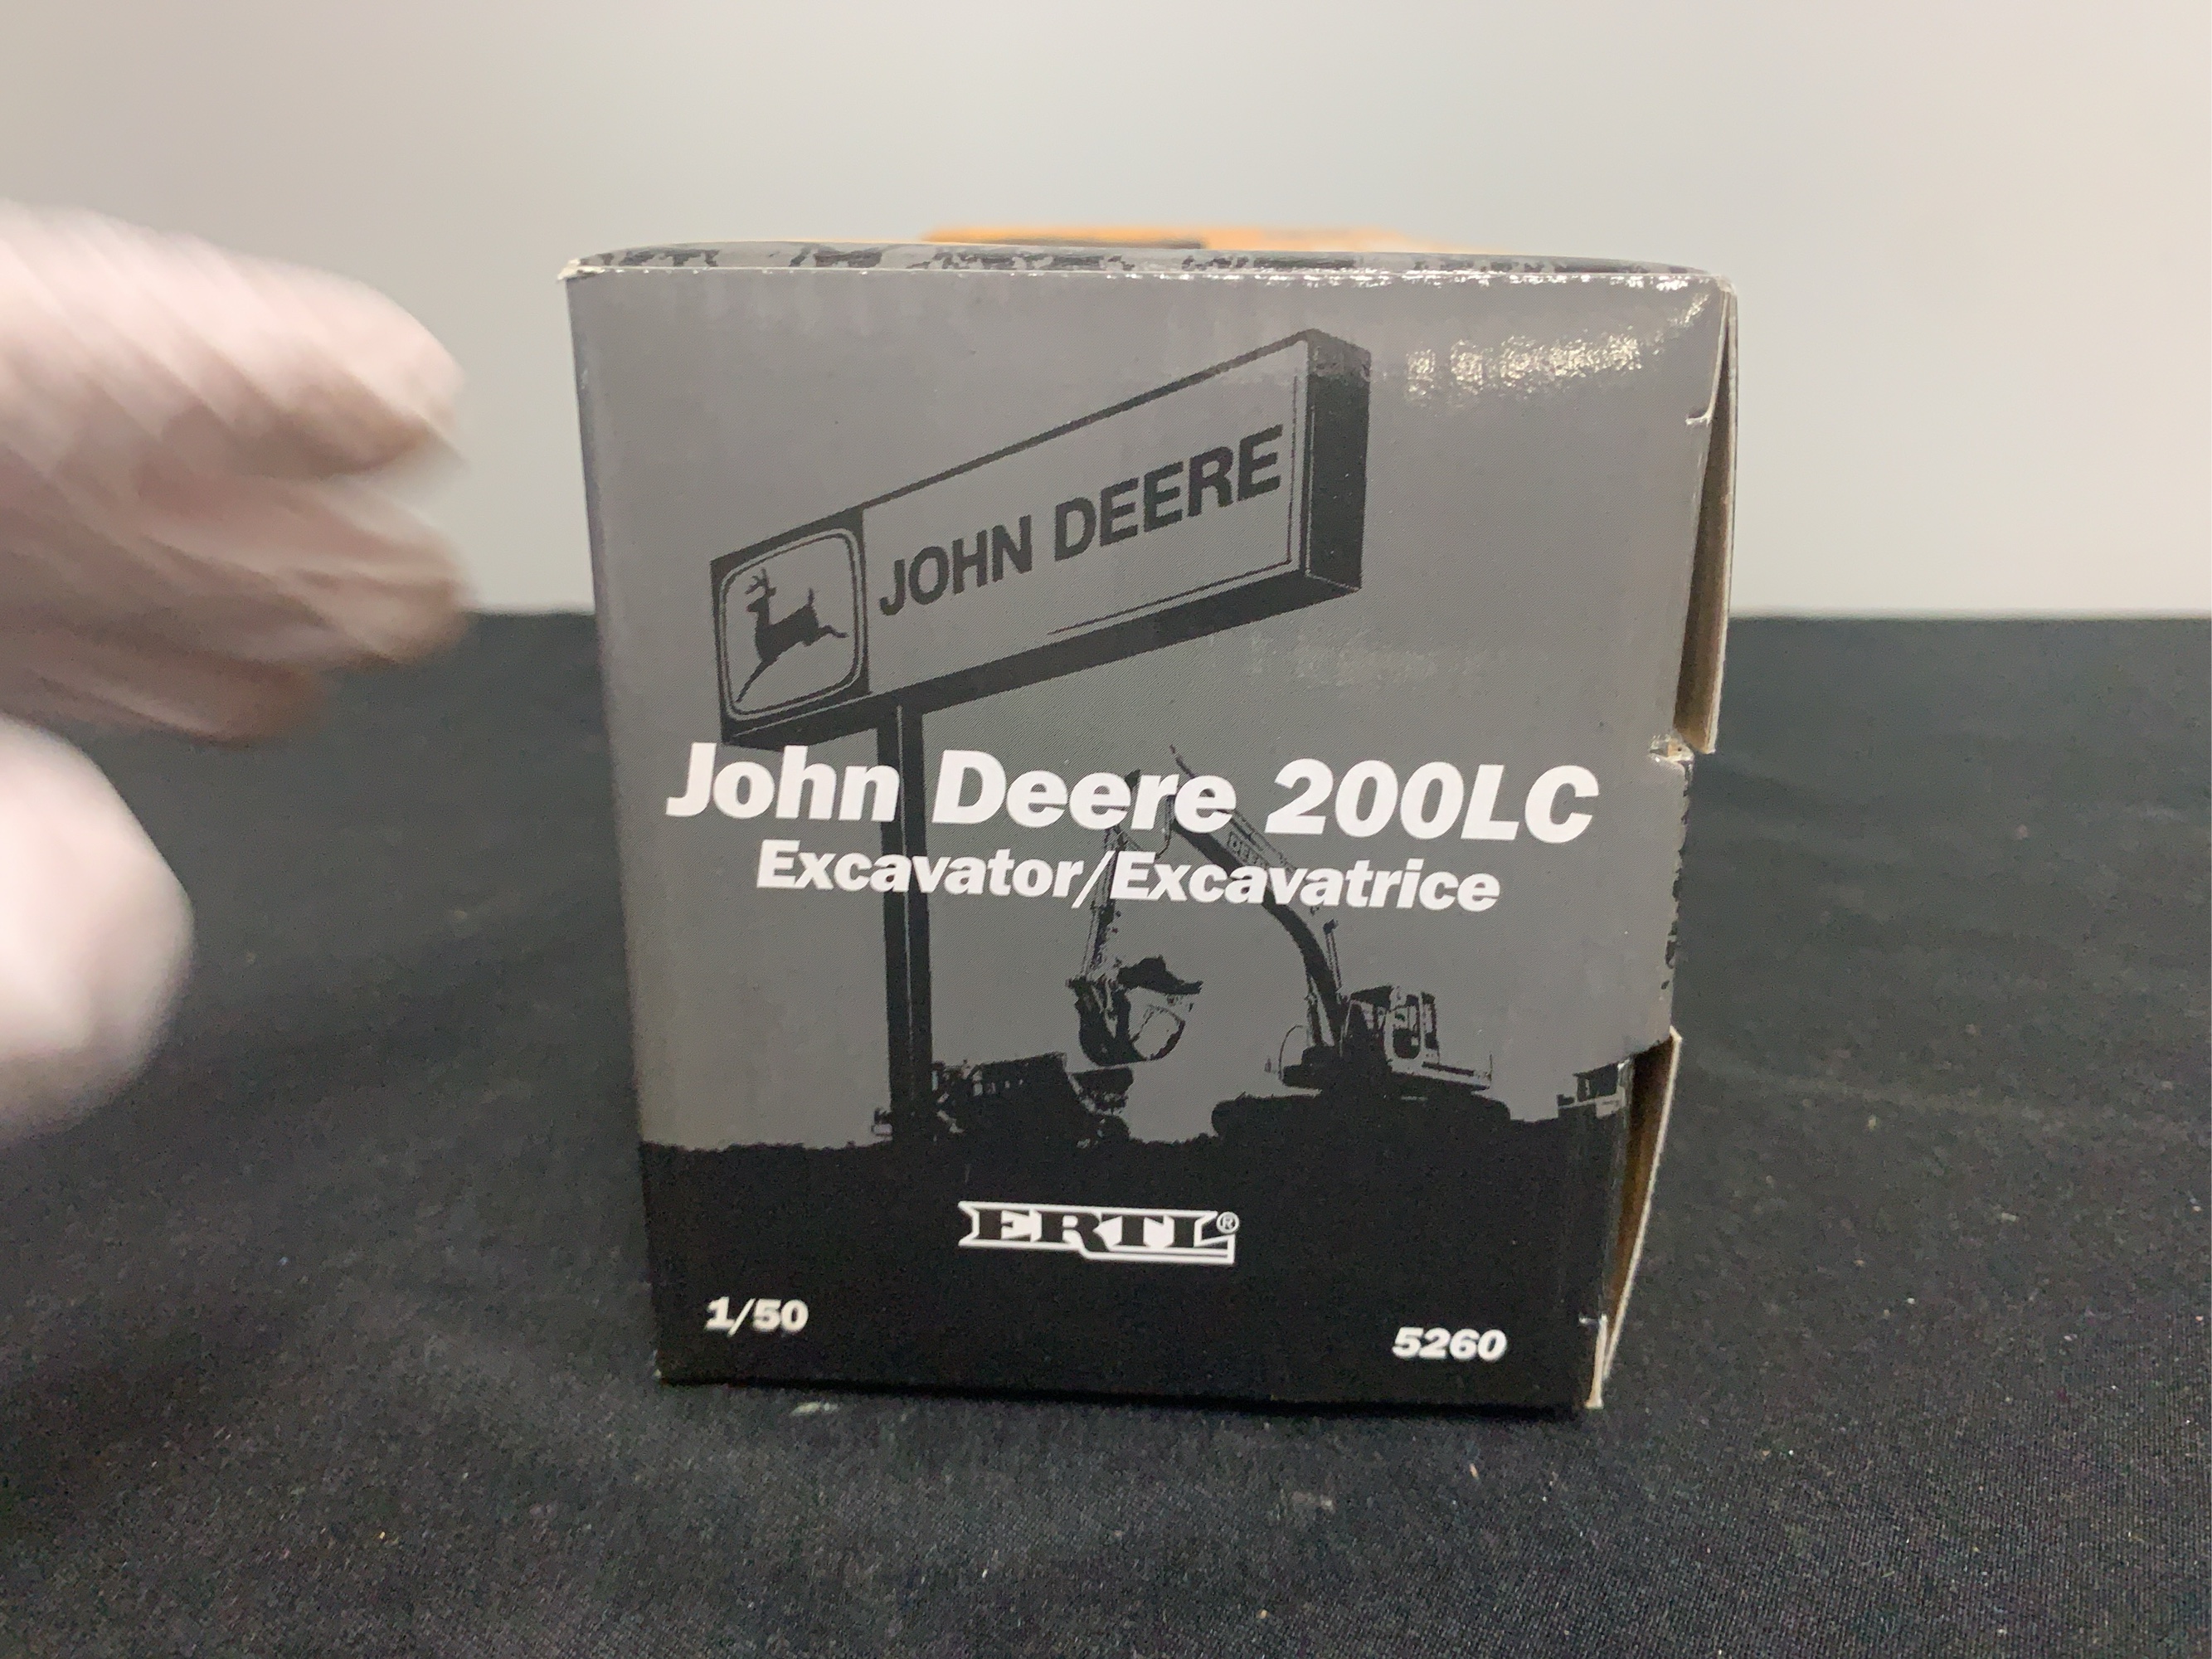 JOHN DEERE
John Deere 200LC
Excavator/Excavatrice
ERTL®
1/50
5260